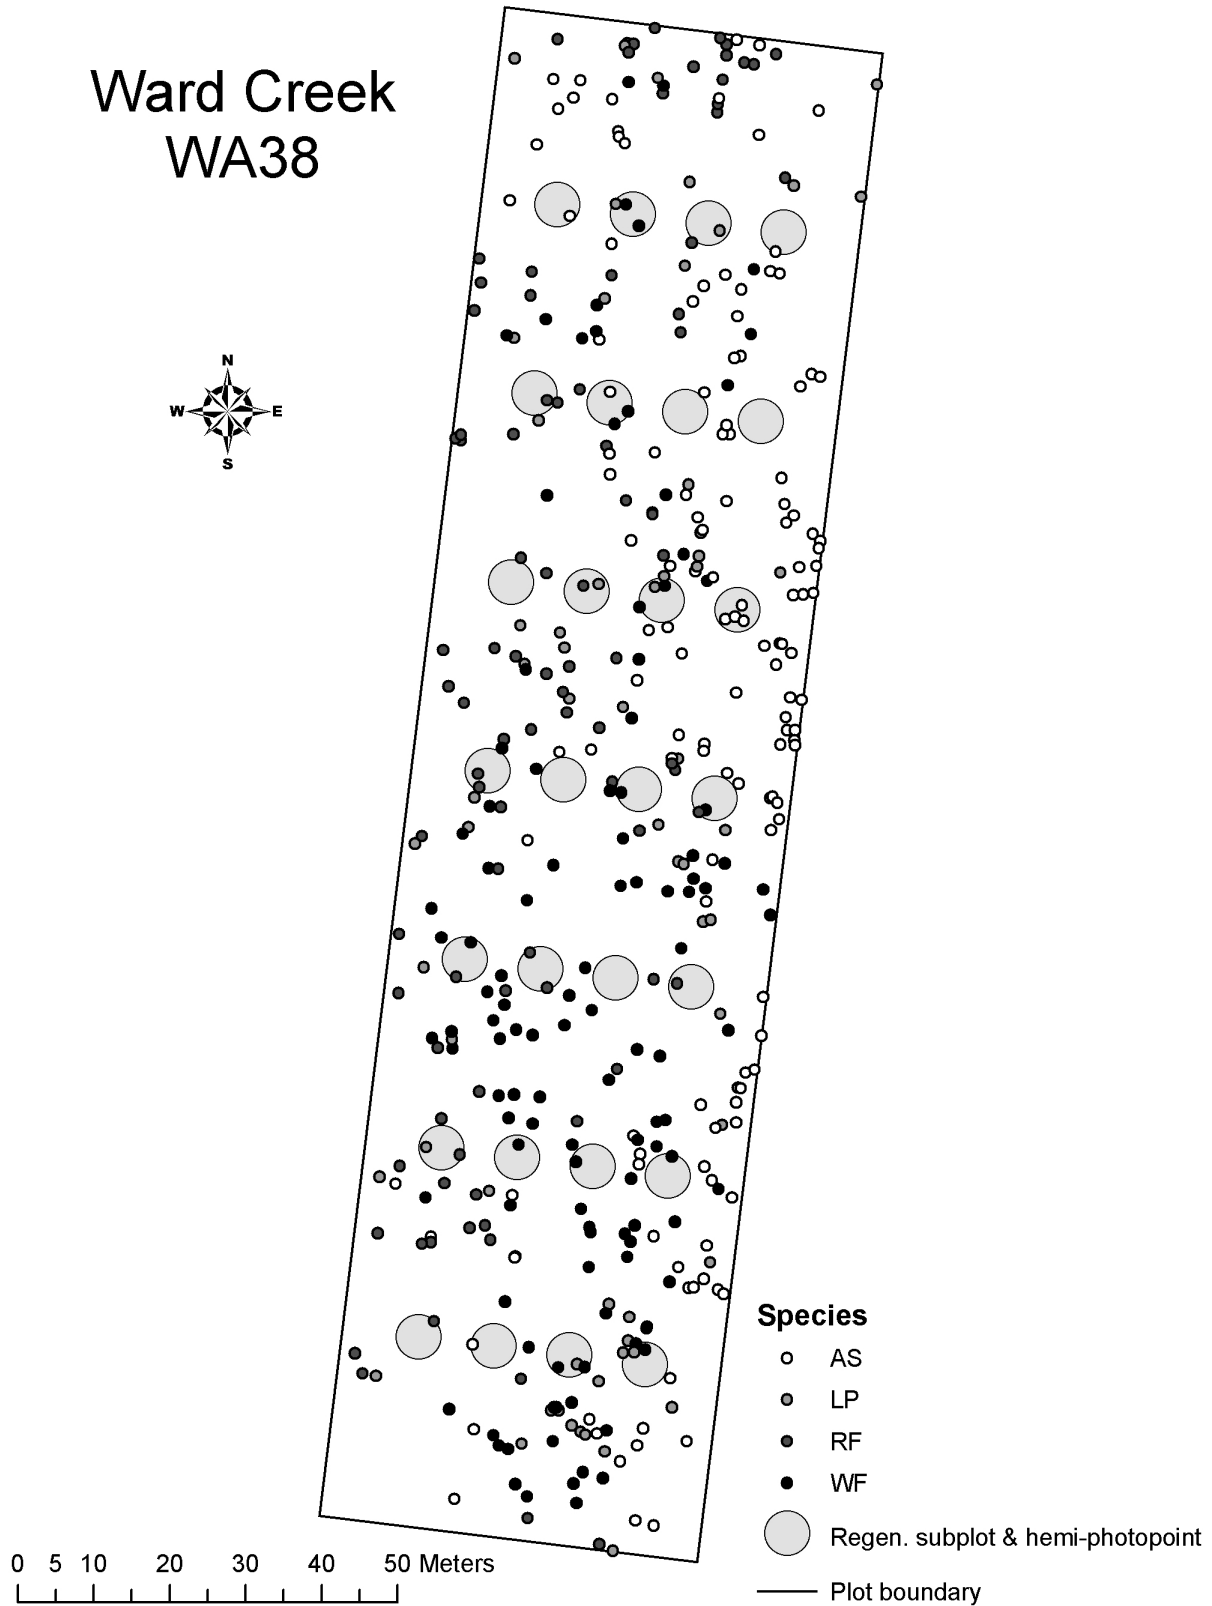 Ward Creek
WA38
N
W E
S
Species
AS
LP
RF
WF
Regen. subplot & hemi-photopoint
Plot boundary
0 5 10 20 30 40 50 Meters